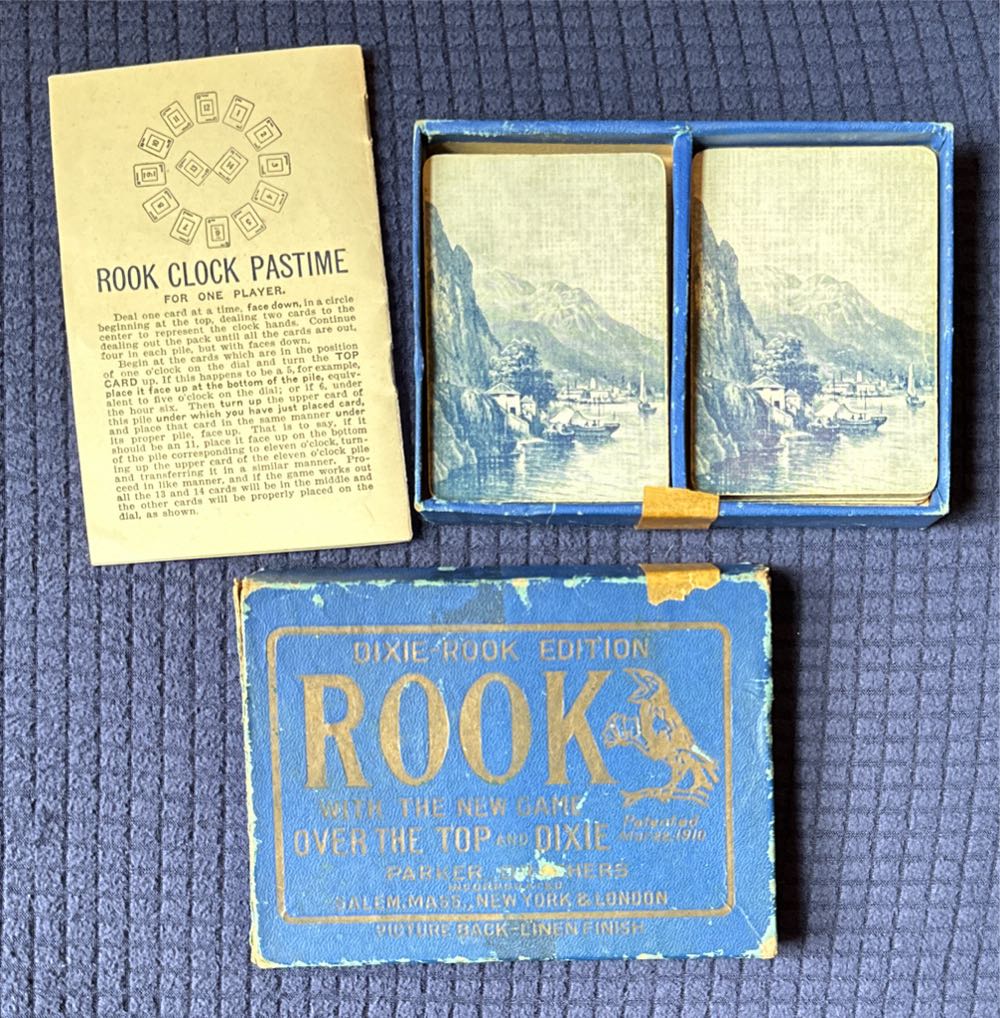 12
1
ROOK CLOCK PASTIME
FOR ONE PLAYER.
Deal one card at a time, face down, in a circle
beginning at the top, dealing two cards to the
center to represent the clock hands. Continue
dealing out the pack until all the cards are out,
four in each pile, but with faces down.
Begin at the cards which are in the position
of one o'clock on the dial and turn the TOP
CARD up. If this happens to be a 5, for example,
place it face up at the bottom of the pile, equiv-
alent to five o'clock on the dial; or if 6, under
the hour six. Then turn up the upper card of
this pile under which you have just placed card,
and place that card in the same manner under
its proper pile, face up. That is to say, if it
should be an 11, place it face up on the bottom
of the pile corresponding to eleven o'clock, turn-
ing up the upper card of the eleven o'clock pile
and transferring it in a similar manner. Pro-
ceed in like manner, and if the game works out
all the 13 and 14 cards will be in the middle and
the other cards will be properly placed on the
dial, as shown.
DIXIE-ROOK EDITION
ROOK
WITH THE NEW GAME
OVER THE TOP AND DIXIE
Patented
Mar. 22, 1910
PARKER
INCORPORATED
SALEM, MASS., NEW YORK & LONDON
PICTURE BACK-LINEN FINISH